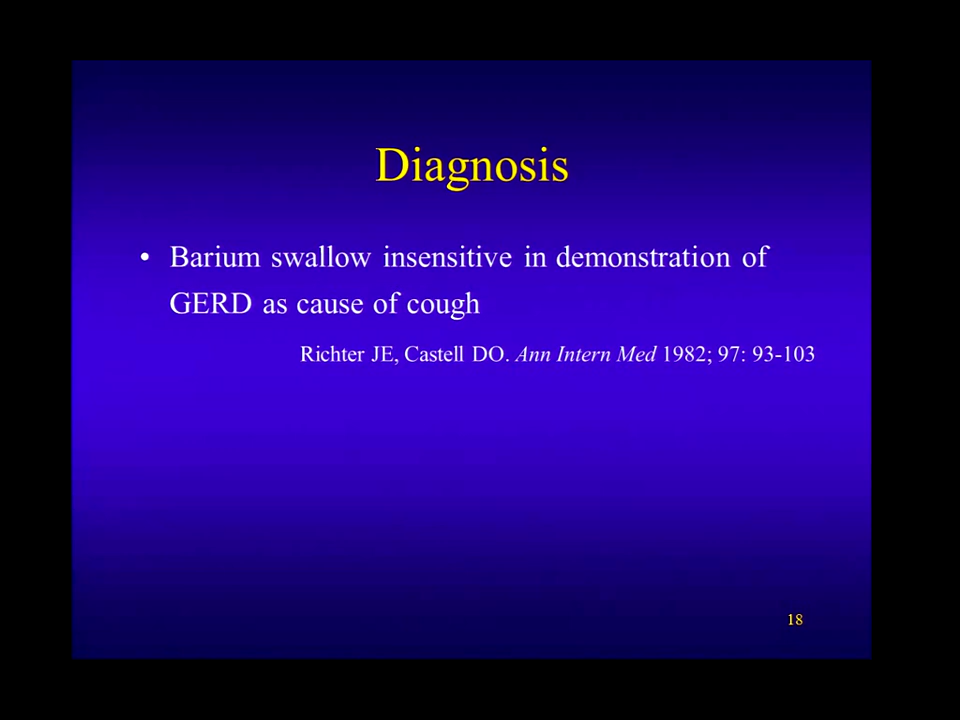 Diagnosis
• Barium swallow insensitive in demonstration of
GERD as cause of cough
Richter JE, Castell DO. Ann Intern Med 1982; 97: 93-103
18